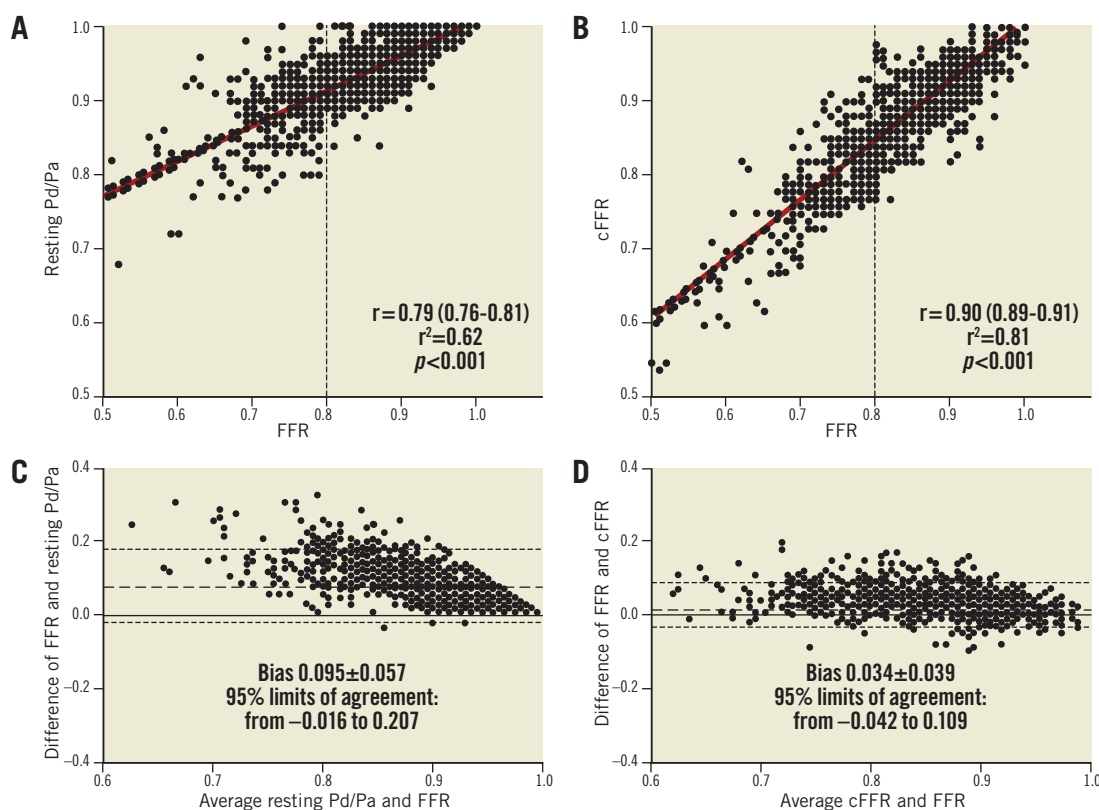 A
Resting Pd/Pa
1.0
0.9
0.8
0.7
0.6
0.5
r=0.79 (0.76-0.81)
r²=0.62
p<0.001
0.5 0.6 0.7 0.8 0.9 1.0
FFR
B
cFFR
1.0
0.9
0.8
0.7
0.6
0.5
r=0.90 (0.89-0.91)
r²=0.81
p<0.001
0.5 0.6 0.7 0.8 0.9 1.0
FFR
C
Difference of FFR and resting Pd/Pa
0.4
0.2
0.0
−0.2
−0.4
Bias 0.095±0.057
95% limits of agreement:
from −0.016 to 0.207
0.6 0.7 0.8 0.9 1.0
Average resting Pd/Pa and FFR
D
Difference of FFR and cFFR
0.4
0.2
0.0
−0.2
−0.4
Bias 0.034±0.039
95% limits of agreement:
from −0.042 to 0.109
0.6 0.7 0.8 0.9 1.0
Average cFFR and FFR